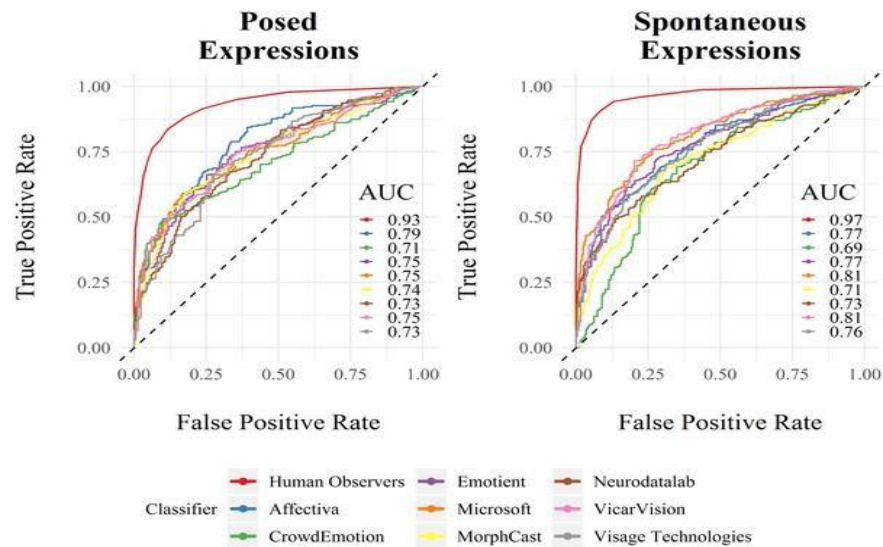 Posed
Expressions
Spontaneous
Expressions
True Positive Rate
1.00
0.75
0.50
0.25
0.00
AUC
0.93
0.79
0.71
0.75
0.75
0.74
0.73
0.75
0.73
0.00 0.25 0.50 0.75 1.00
False Positive Rate
True Positive Rate
1.00
0.75
0.50
0.25
0.00
AUC
0.97
0.77
0.69
0.77
0.81
0.71
0.73
0.81
0.76
0.00 0.25 0.50 0.75 1.00
False Positive Rate
Classifier
Human Observers
Affectiva
CrowdEmotion
Emotient
Microsoft
MorphCast
Neurodatalab
VicarVision
Visage Technologies